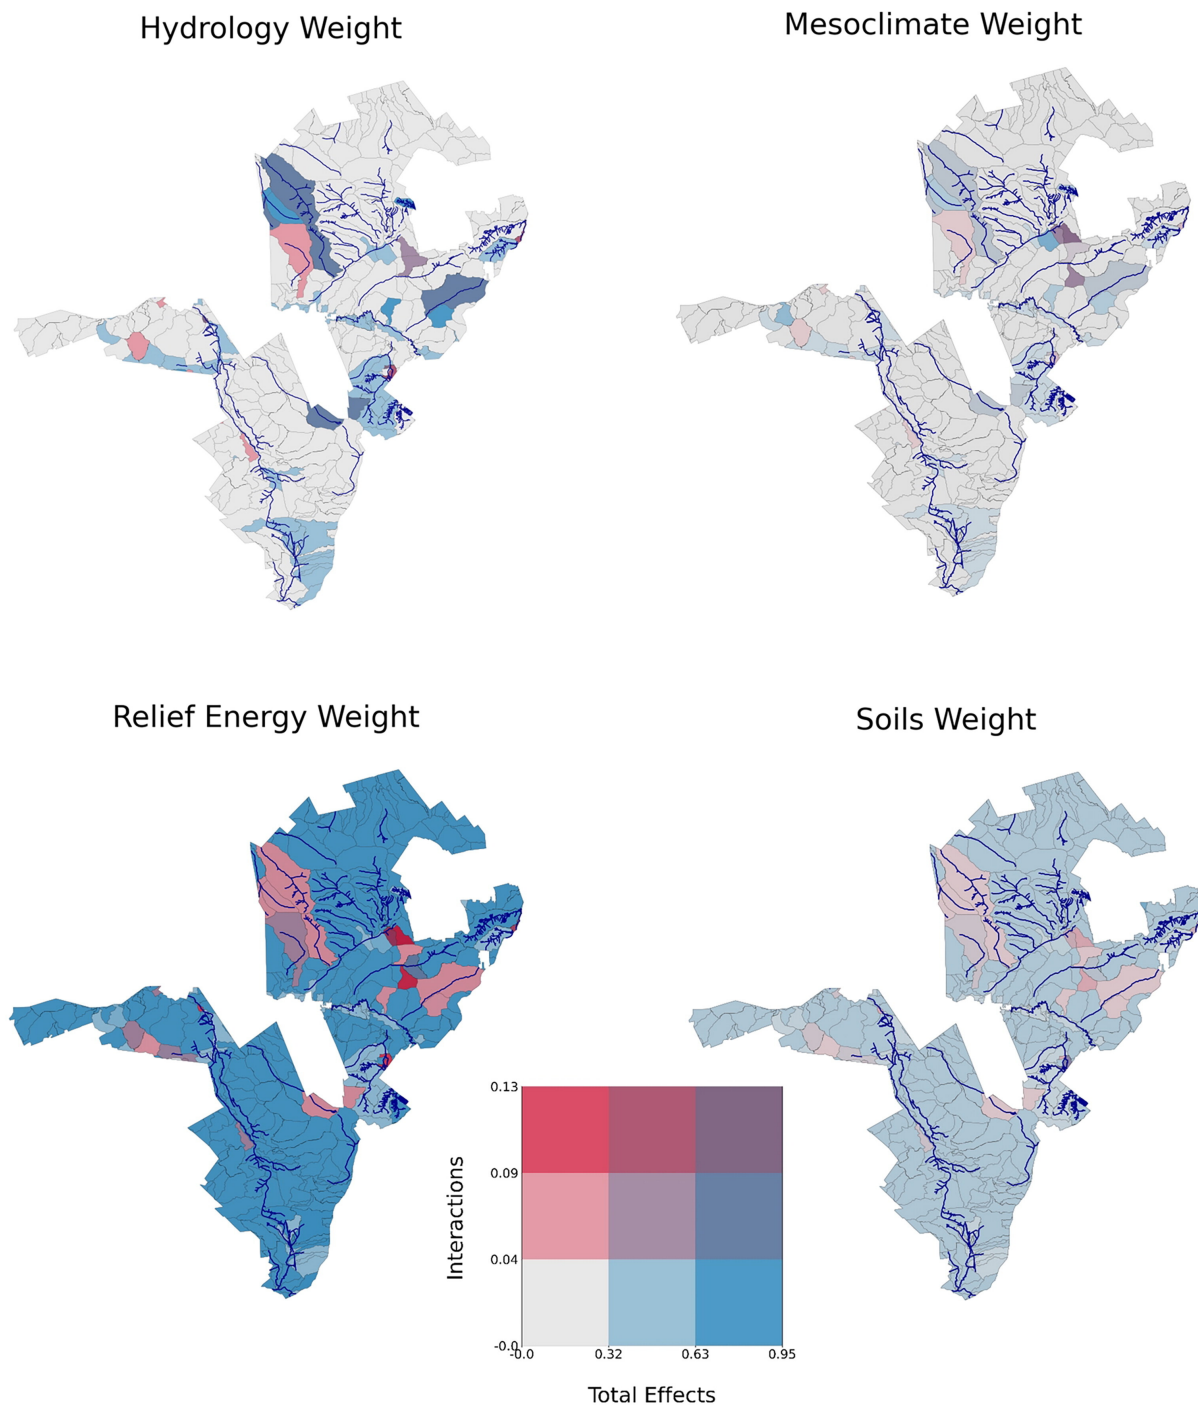 Hydrology Weight
Mesoclimate Weight
Relief Energy Weight
Soils Weight
0.13
0.09
0.04
-0.0
Interactions
-0.0 0.32 0.63 0.95
Total Effects